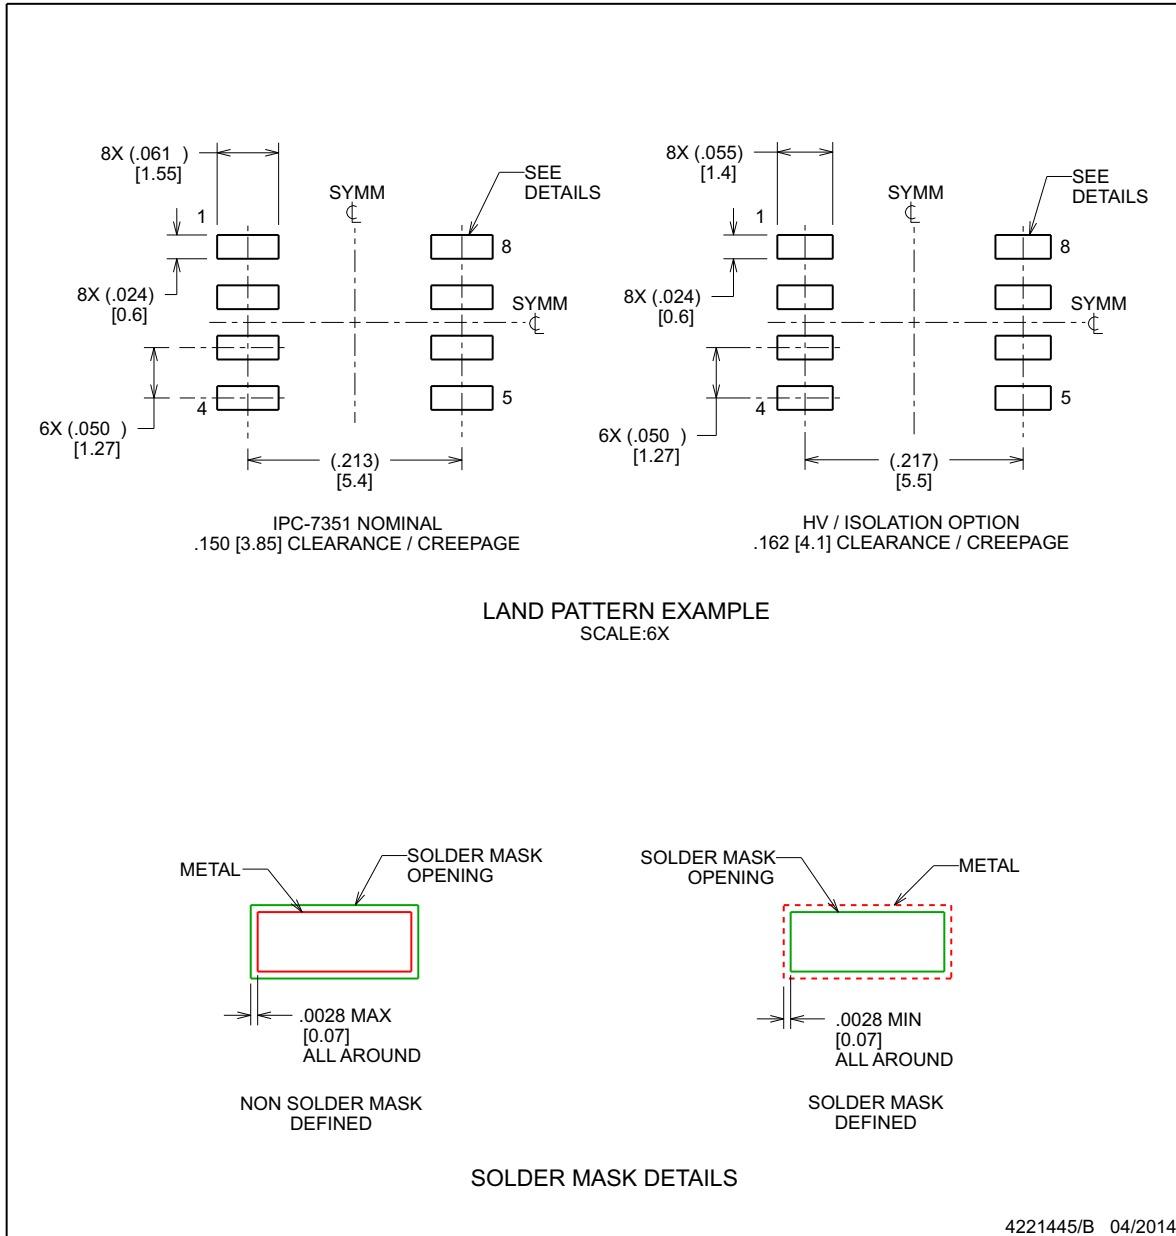 8X (.061 )
[1.55]
SYMM
SEE
DETAILS
1
8
8X (.024)
[0.6]
SYMM
4
5
6X (.050 )
[1.27]
(.213)
[5.4]
IPC-7351 NOMINAL
.150 [3.85] CLEARANCE / CREEPAGE
8X (.055)
[1.4]
SYMM
SEE
DETAILS
1
8
8X (.024)
[0.6]
SYMM
4
5
6X (.050 )
[1.27]
(.217)
[5.5]
HV / ISOLATION OPTION
.162 [4.1] CLEARANCE / CREEPAGE
LAND PATTERN EXAMPLE
SCALE:6X
METAL
SOLDER MASK
OPENING
.0028 MAX
[0.07]
ALL AROUND
NON SOLDER MASK
DEFINED
SOLDER MASK
OPENING
METAL
.0028 MIN
[0.07]
ALL AROUND
SOLDER MASK
DEFINED
SOLDER MASK DETAILS
4221445/B 04/2014